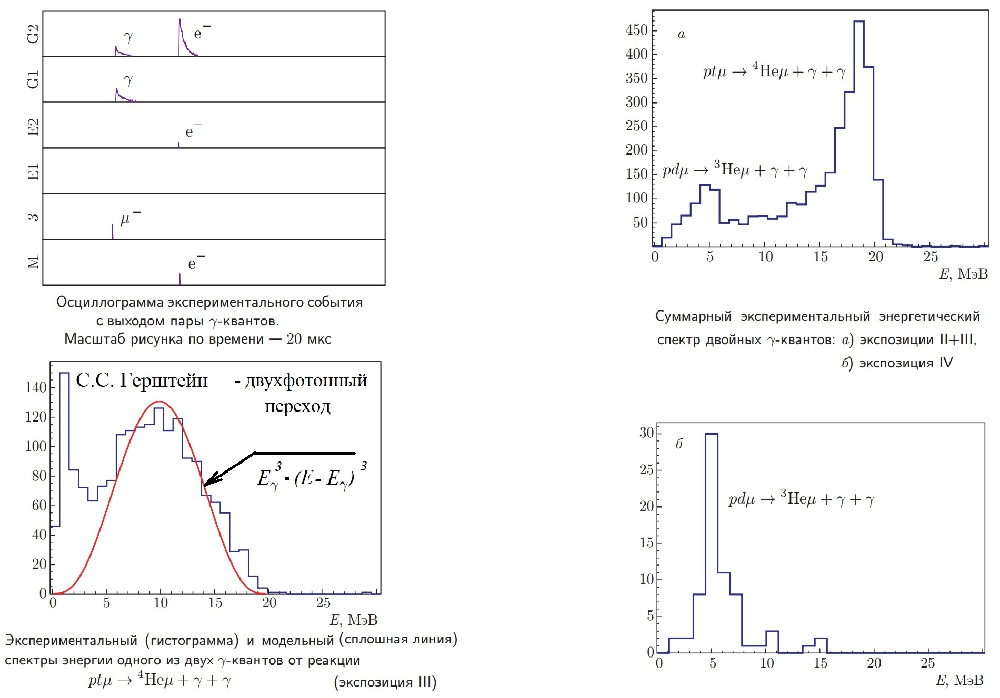 G2
γ
e⁻
G1
γ
E2
e⁻
E1
3
μ⁻
M
e⁻
Осциллограмма экспериментального события
с выходом пары γ-квантов.
Масштаб рисунка по времени — 20 мкс
140
120
100
80
60
40
20
0
0 5 10 15 20 25
E, МэВ
С.С. Герштейн - двухфотонный
переход
Eγ³•(E- Eγ)³
Экспериментальный (гистограмма) и модельный (сплошная линия)
спектры энергии одного из двух γ-квантов от реакции
ptμ → ⁴Heμ + γ + γ (экспозиция III)
450
400
350
300
250
200
150
100
50
а
ptμ → ⁴Heμ + γ + γ
pdμ → ³Heμ + γ + γ
0 5 10 15 20 25
E, МэВ
Суммарный экспериментальный энергетический
спектр двойных γ-квантов: а) экспозиции II+III,
б) экспозиция IV
30
25
20
15
10
5
0
б
pdμ → ³Heμ + γ + γ
0 5 10 15 20 25
E, МэВ